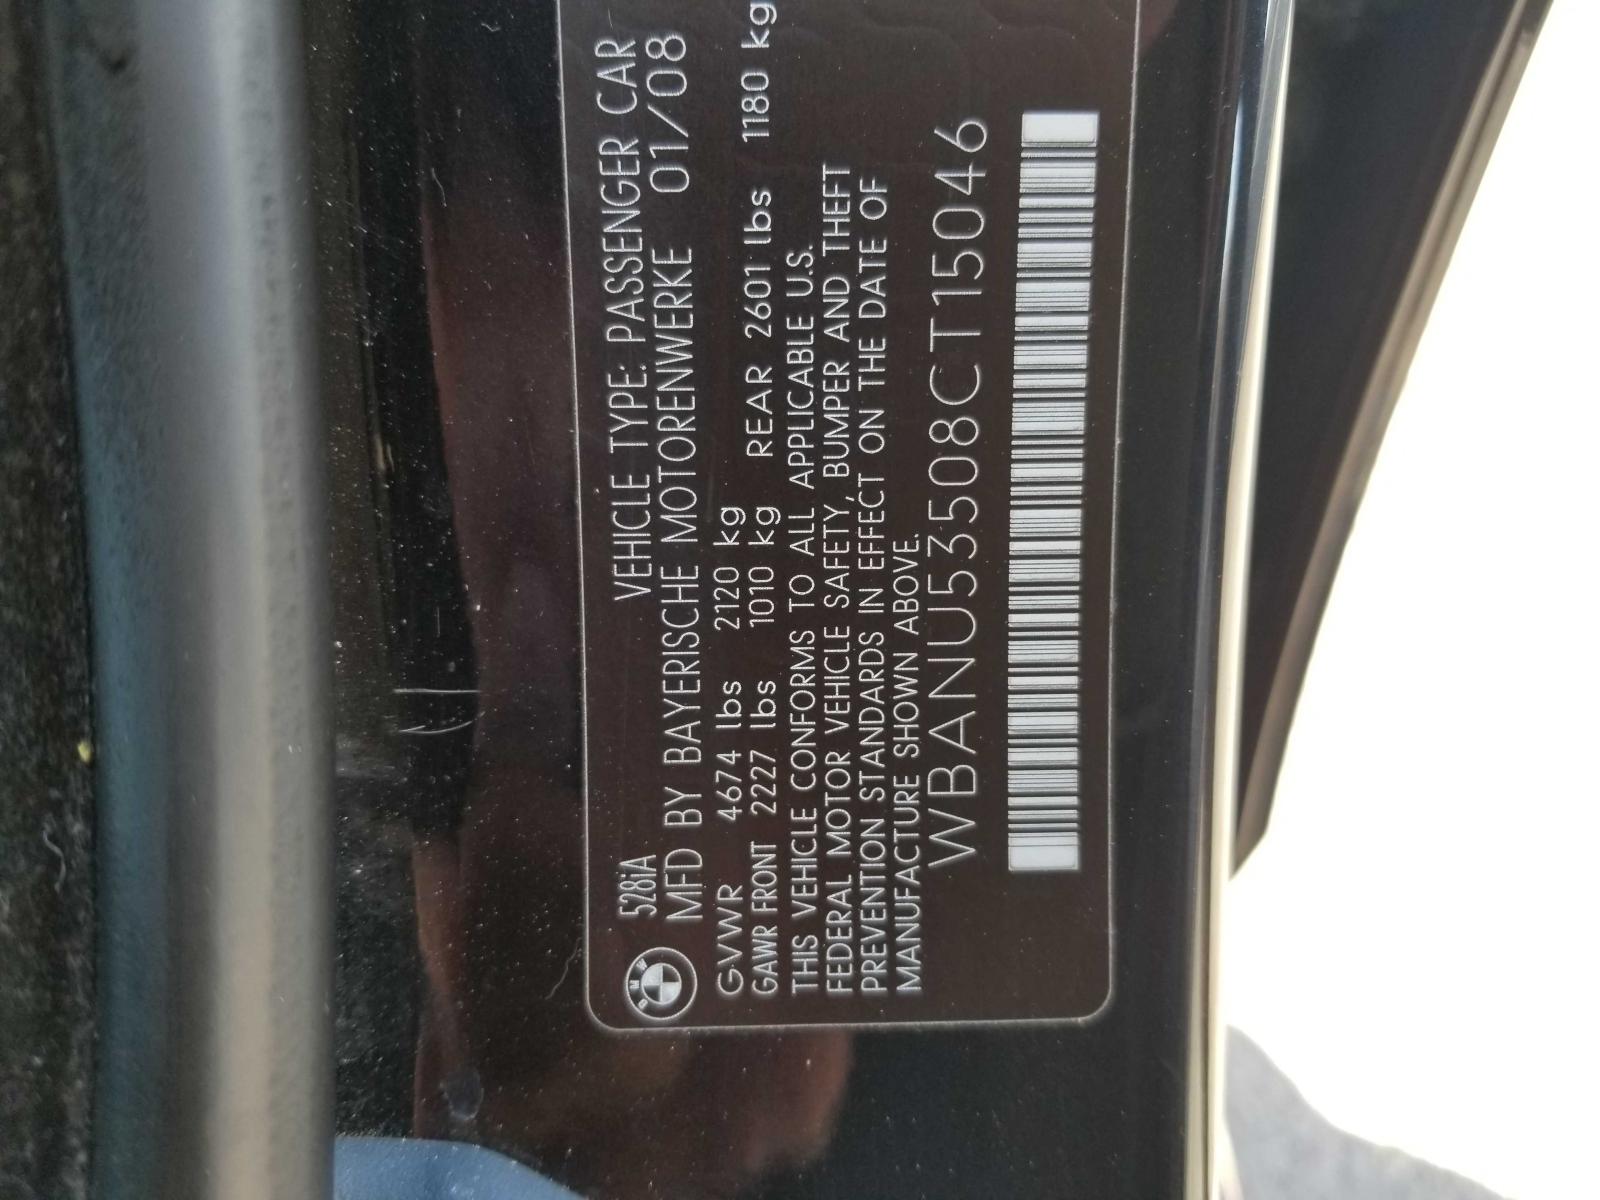 528iA VEHICLE TYPE: PASSENGER CAR
MFD BY BAYERISCHE MOTORENWERKE 01/08
GVWR 4674 lbs 2120 kg
GAWR FRONT 2227 lbs 1010 kg REAR 2601 lbs 1180 kg
THIS VEHICLE CONFORMS TO ALL APPLICABLE U.S.
FEDERAL MOTOR VEHICLE SAFETY, BUMPER AND THEFT
PREVENTION STANDARDS IN EFFECT ON THE DATE OF
MANUFACTURE SHOWN ABOVE.
WBANU53508CT15046
BMW